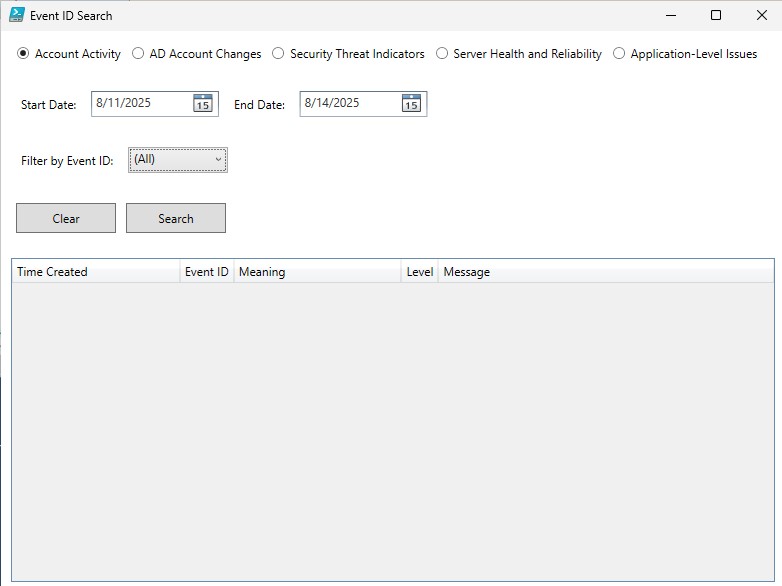 Event ID Search
Account Activity AD Account Changes Security Threat Indicators Server Health and Reliability Application-Level Issues
Start Date: 8/11/2025 15 End Date: 8/14/2025 15
Filter by Event ID: (All)
Clear Search
Time Created Event ID Meaning Level Message